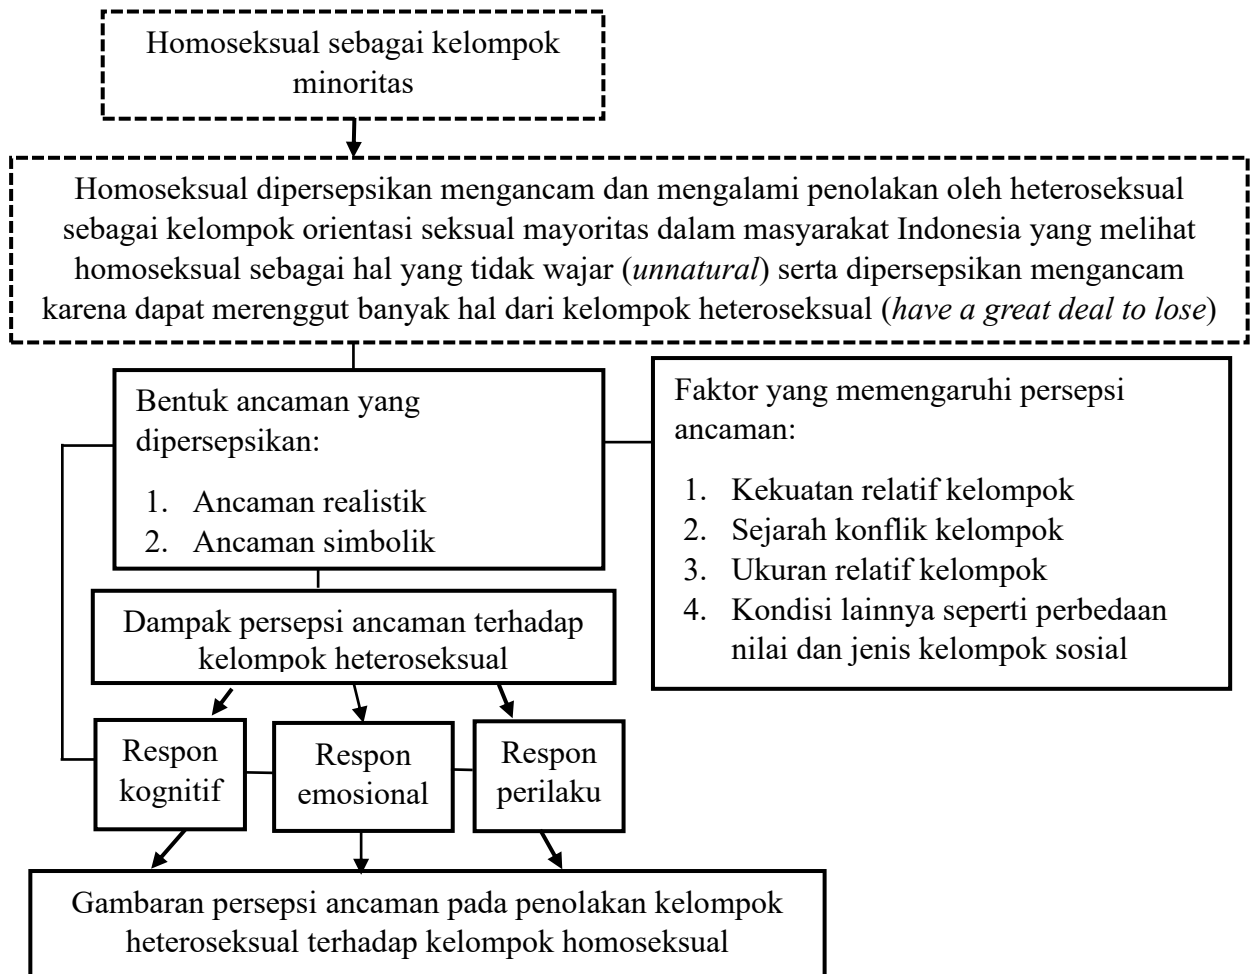 Homoseksual sebagai kelompok
minoritas
Homoseksual dipersepsikan mengancam dan mengalami penolakan oleh heteroseksual
sebagai kelompok orientasi seksual mayoritas dalam masyarakat Indonesia yang melihat
homoseksual sebagai hal yang tidak wajar (unnatural) serta dipersepsikan mengancam
karena dapat merenggut banyak hal dari kelompok heteroseksual (have a great deal to lose)
Bentuk ancaman yang
dipersepsikan:
1. Ancaman realistik
2. Ancaman simbolik
Faktor yang memengaruhi persepsi
ancaman:
1. Kekuatan relatif kelompok
2. Sejarah konflik kelompok
3. Ukuran relatif kelompok
4. Kondisi lainnya seperti perbedaan
nilai dan jenis kelompok sosial
Dampak persepsi ancaman terhadap
kelompok heteroseksual
Respon
kognitif
Respon
emosional
Respon
perilaku
Gambaran persepsi ancaman pada penolakan kelompok
heteroseksual terhadap kelompok homoseksual